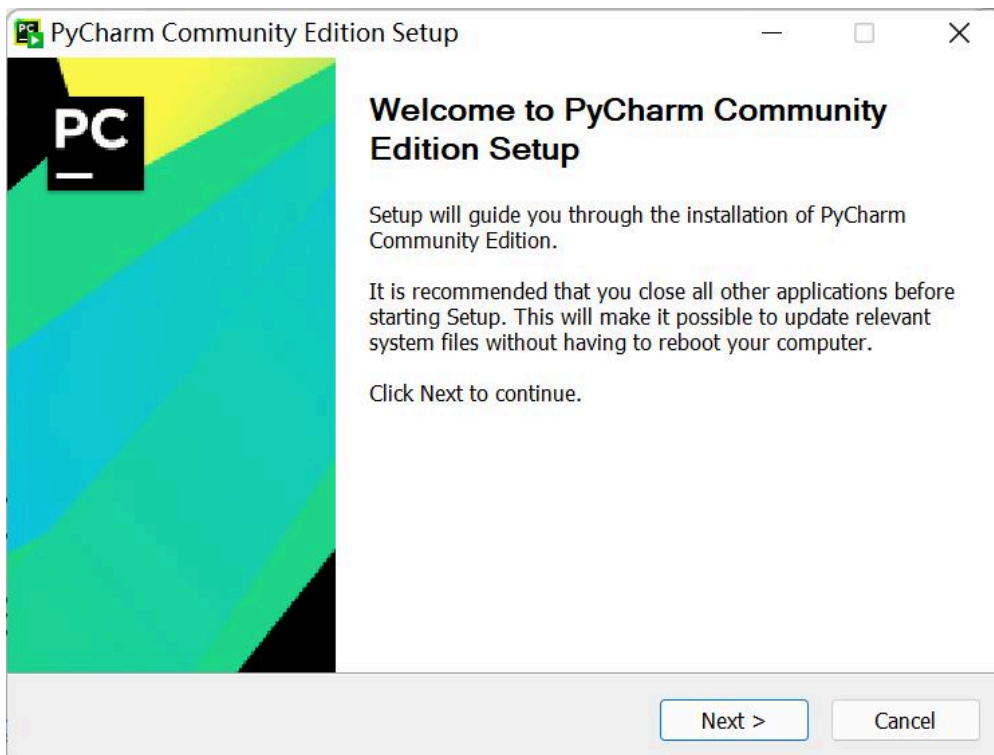 PyCharm Community Edition Setup
PC
Welcome to PyCharm Community
Edition Setup
Setup will guide you through the installation of PyCharm
Community Edition.
It is recommended that you close all other applications before
starting Setup. This will make it possible to update relevant
system files without having to reboot your computer.
Click Next to continue.
Next >
Cancel